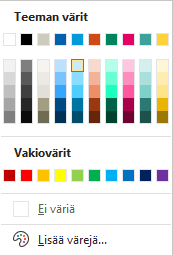 Teeman värit
Vakiovärit
Ei väriä
Lisää värejä...